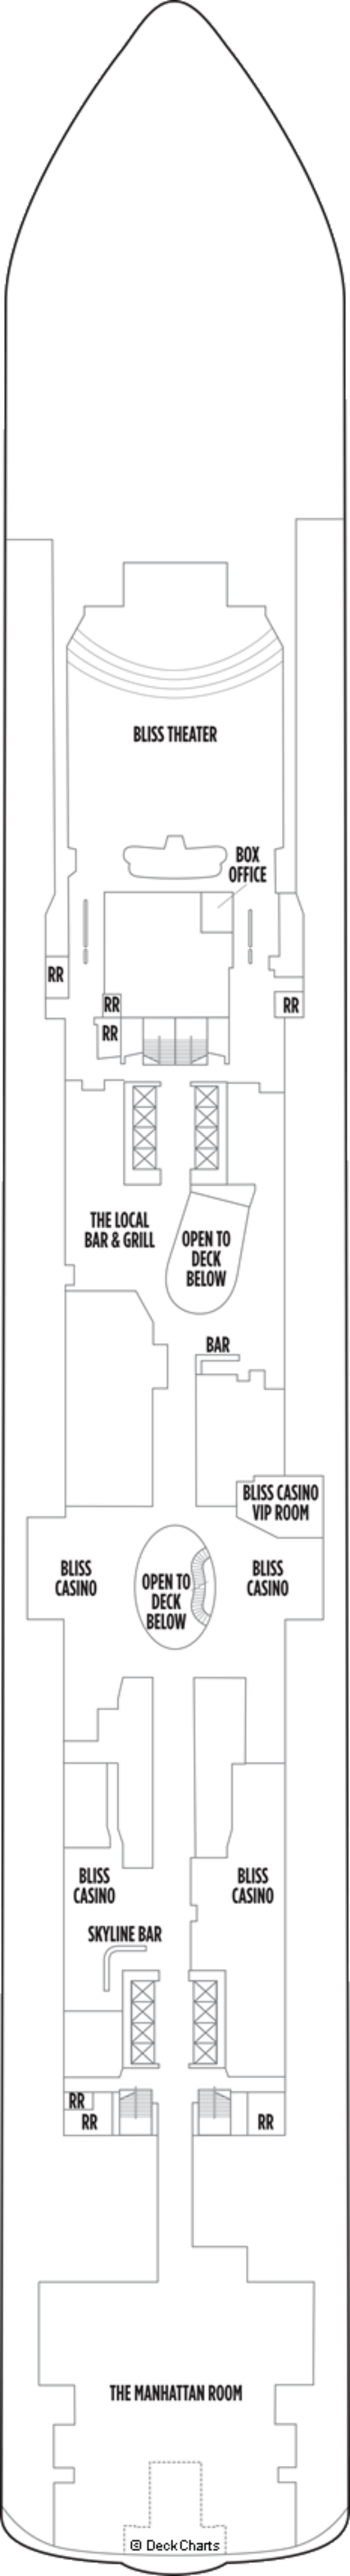 BLISS THEATER
BOX
OFFICE
RR
RR
RR
RR
THE LOCAL
BAR & GRILL
OPEN TO
DECK
BELOW
BAR
BLISS CASINO
VIP ROOM
BLISS
CASINO
OPEN TO
DECK
BELOW
BLISS
CASINO
BLISS
CASINO
BLISS
CASINO
SKYLINE BAR
RR
RR
RR
THE MANHATTAN ROOM
© DeckCharts